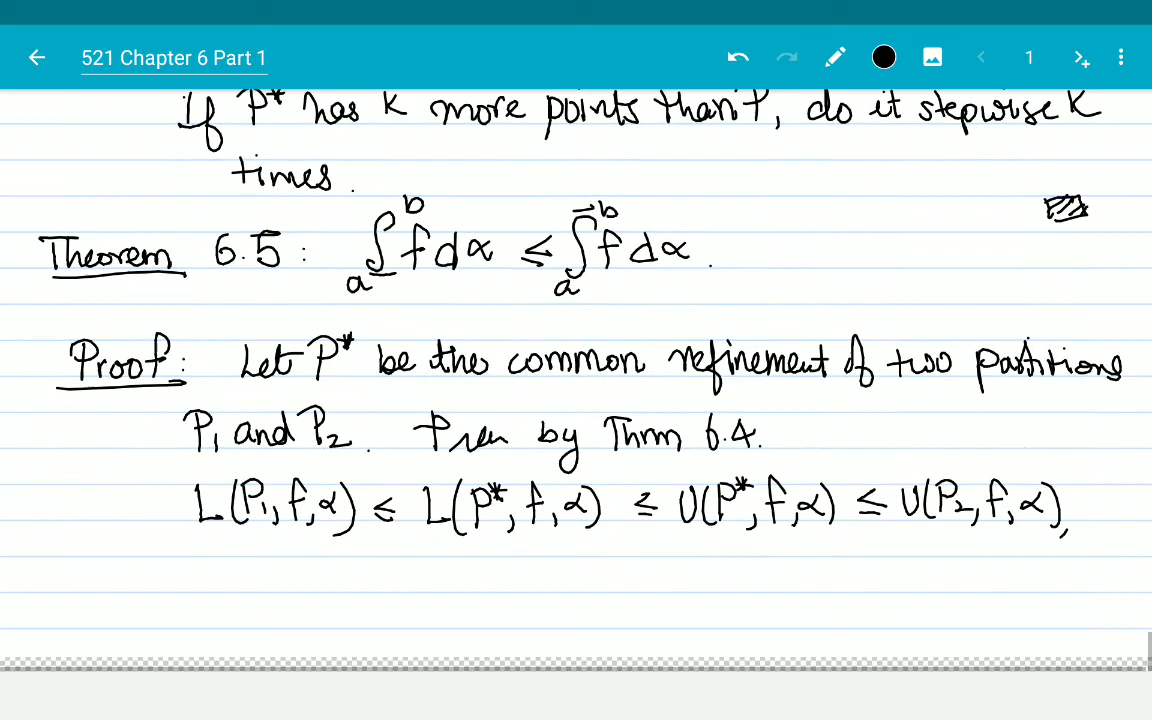 521 Chapter 6 Part 1
1
If P* has K more points than P, do it stepwise K
times.
Theorem 6.5 : \underline{∫}_a^b f dα ≤ \overline{∫}_a^b f dα .
Proof : Let P* be the common refinement of two partitions
P₁ and P₂. Then by Thm 6.4.
L(P₁, f, α) ≤ L(P*, f, α) ≤ U(P*, f, α) ≤ U(P₂, f, α),